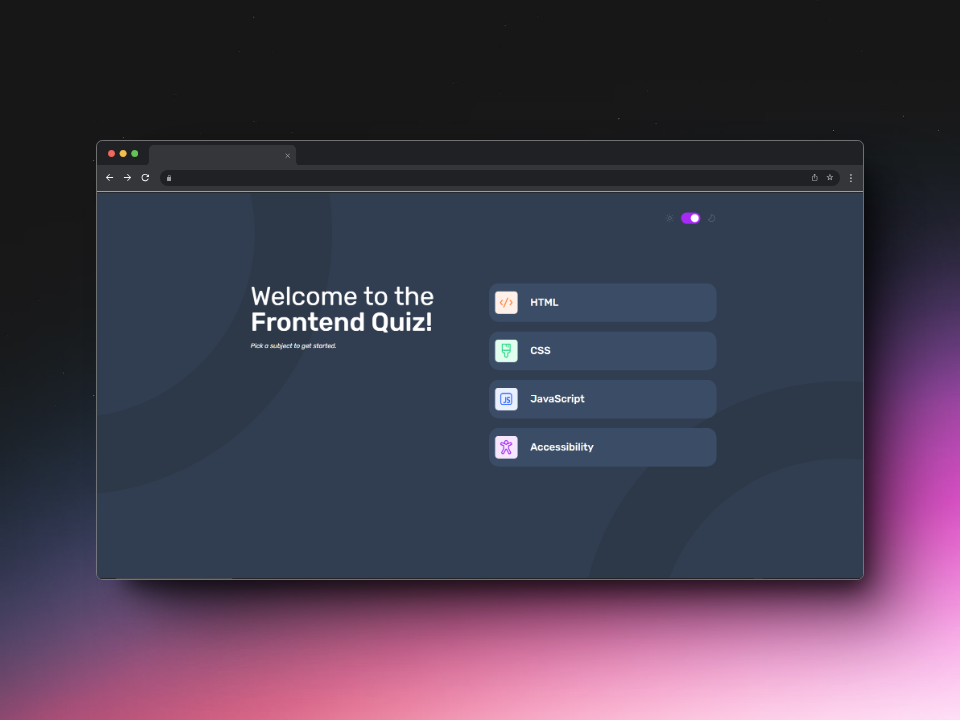 Welcome to the
Frontend Quiz!
Pick a subject to get started.
HTML
CSS
JS
JavaScript
Accessibility